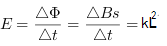 E = △Φ/△t = △Bs/△t = kL²